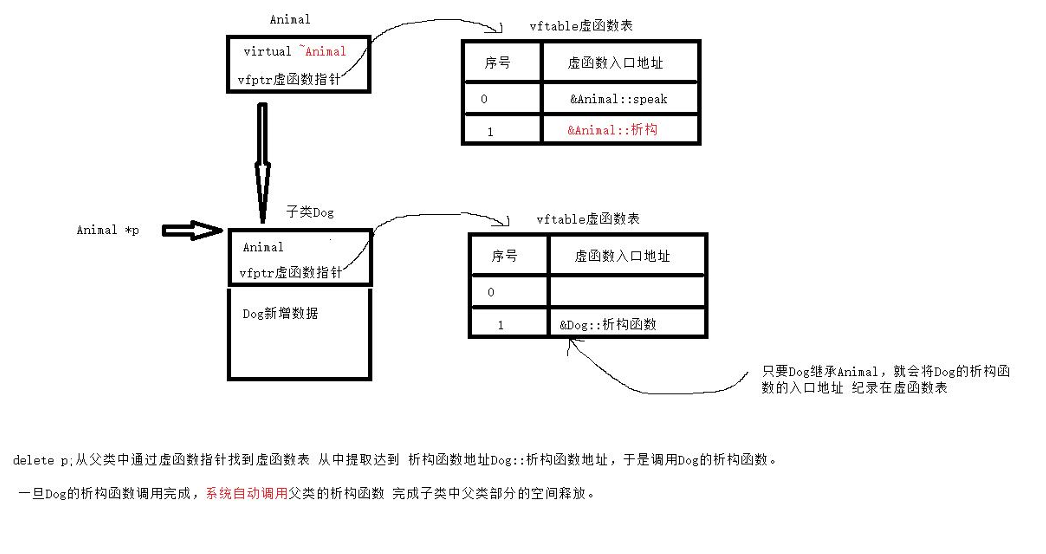 Animal
virtual ~Animal
vfptr虚函数指针
vftable虚函数表
序号 虚函数入口地址
0 &Animal::speak
1 &Animal::析构
Animal *p
子类Dog
Animal
vfptr虚函数指针
Dog新增数据
vftable虚函数表
序号 虚函数入口地址
0
1 &Dog::析构函数
只要Dog继承Animal，就会将Dog的析构函
数的入口地址 纪录在虚函数表
delete p;从父类中通过虚函数指针找到虚函数表 从中提取达到 析构函数地址Dog::析构函数地址，于是调用Dog的析构函数。
一旦Dog的析构函数调用完成，系统自动调用父类的析构函数 完成子类中父类部分的空间释放。